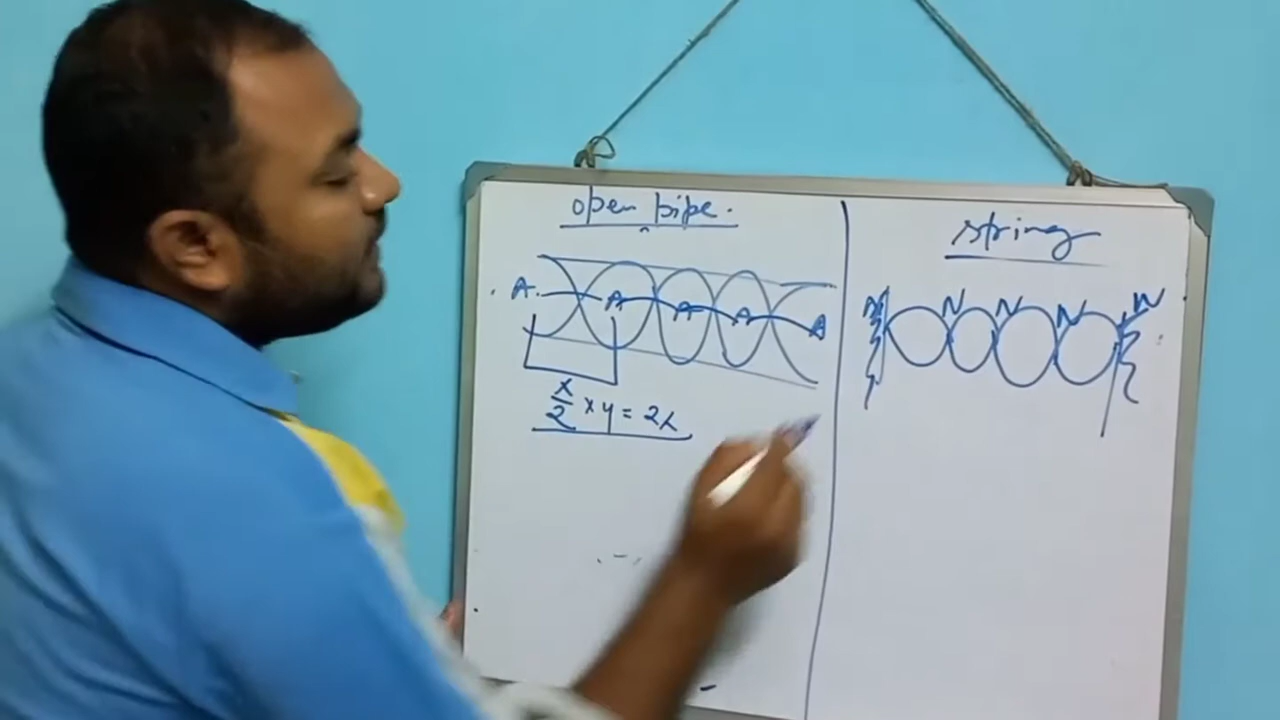 open pipe.
string
A. A A A A
N N N N N
λ/2 × 4 = 2λ